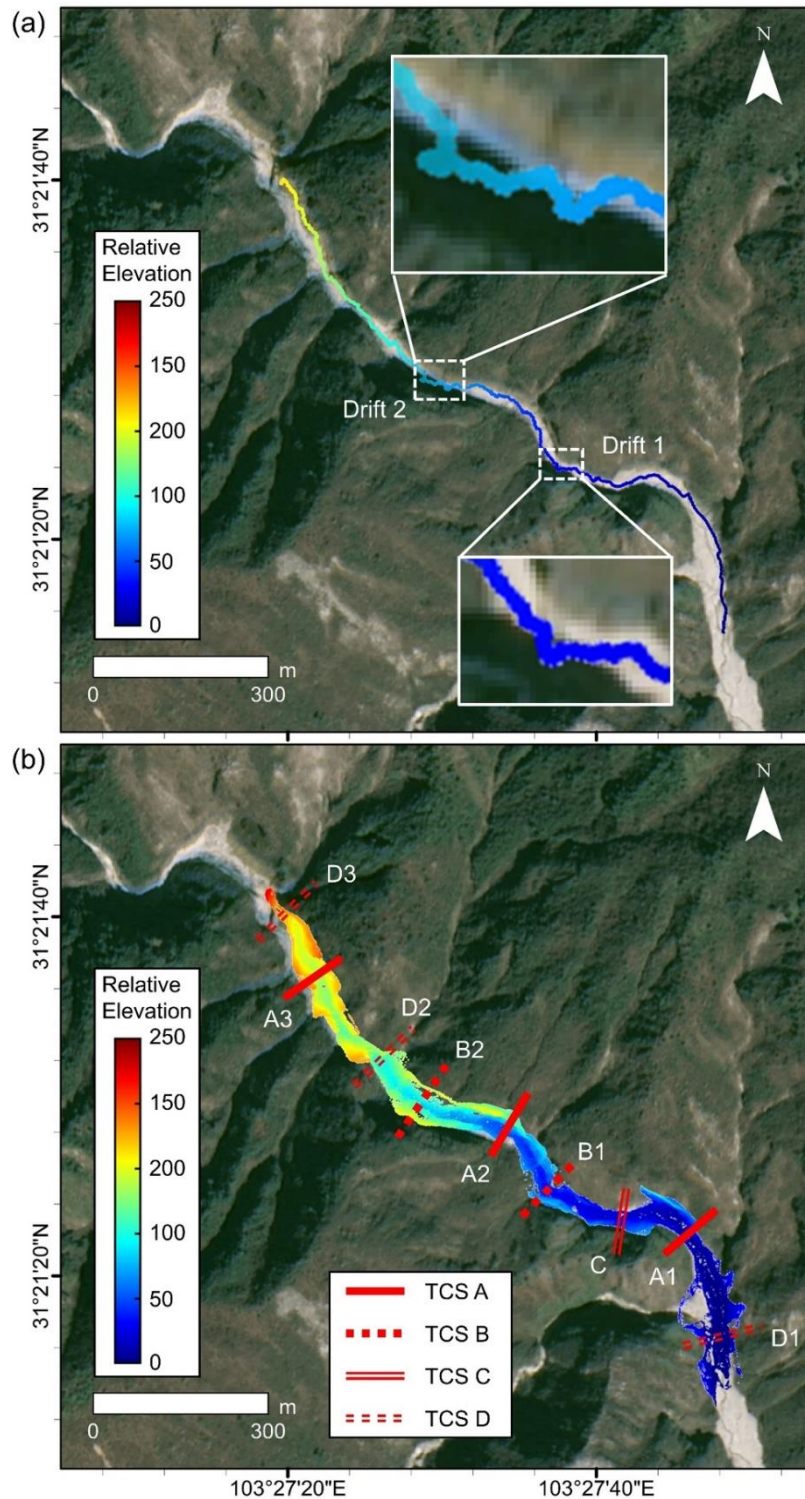 (a)
N
31°21'40"N
Relative
Elevation
250
150
200
100
50
0
Drift 2
Drift 1
31°21'20"N
m
0
300
(b)
N
D3
31°21'40"N
A3
D2
B2
Relative
Elevation
250
150
200
100
50
0
A2
B1
C
A1
D1
31°21'20"N
TCS A
TCS B
TCS C
TCS D
m
0
300
103°27'20"E
103°27'40"E